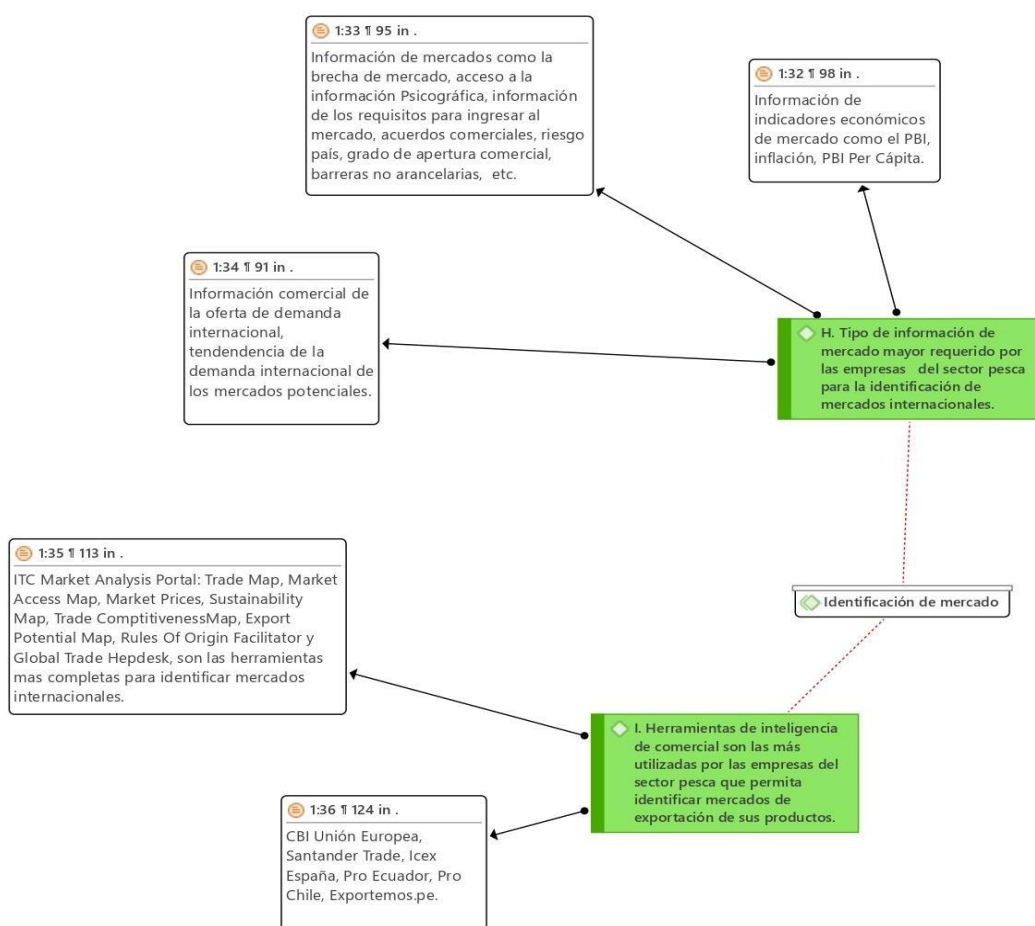 1:33 ¶ 95 in .
Información de mercados como la
brecha de mercado, acceso a la
información Psicográfica, información
de los requisitos para ingresar al
mercado, acuerdos comerciales, riesgo
país, grado de apertura comercial,
barreras no arancelarias, etc.
1:32 ¶ 98 in .
Información de
indicadores económicos
de mercado como el PBI,
inflación, PBI Per Cápita.
1:34 ¶ 91 in .
Información comercial de
la oferta de demanda
internacional,
tendendencia de la
demanda internacional de
los mercados potenciales.
H. Tipo de información de
mercado mayor requerido por
las empresas del sector pesca
para la identificación de
mercados internacionales.
1:35 ¶ 113 in .
ITC Market Analysis Portal: Trade Map, Market
Access Map, Market Prices, Sustainability
Map, Trade ComptitivenessMap, Export
Potential Map, Rules Of Origin Facilitator y
Global Trade Hepdesk, son las herramientas
mas completas para identificar mercados
internacionales.
Identificación de mercado
I. Herramientas de inteligencia
de comercial son las más
utilizadas por las empresas del
sector pesca que permita
identificar mercados de
exportación de sus productos.
1:36 ¶ 124 in .
CBI Unión Europea,
Santander Trade, Icex
España, Pro Ecuador, Pro
Chile, Exportemos.pe.